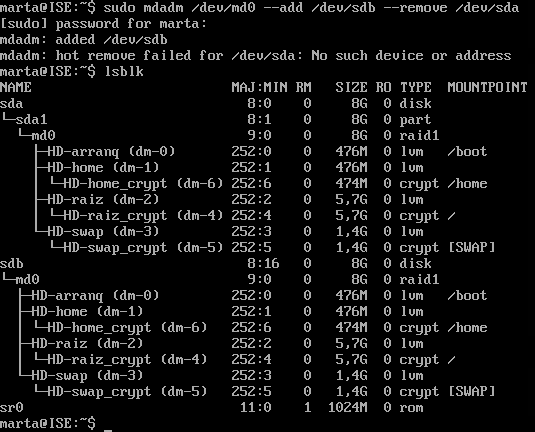 marta@ISE:~$ sudo mdadm /dev/md0 --add /dev/sdb --remove /dev/sda
[sudo] password for marta:
mdadm: added /dev/sdb
mdadm: hot remove failed for /dev/sda: No such device or address
marta@ISE:~$ lsblk
NAME                          MAJ:MIN RM   SIZE RO TYPE  MOUNTPOINT
sda                             8:0    0     8G  0 disk
└─sda1                          8:1    0     8G  0 part
  └─md0                         9:0    0     8G  0 raid1
    ├─HD-arranq (dm-0)        252:0    0   476M  0 lvm   /boot
    ├─HD-home (dm-1)          252:1    0   476M  0 lvm
    │ └─HD-home_crypt (dm-6)  252:6    0   474M  0 crypt /home
    ├─HD-raiz (dm-2)          252:2    0   5,7G  0 lvm
    │ └─HD-raiz_crypt (dm-4)  252:4    0   5,7G  0 crypt /
    └─HD-swap (dm-3)          252:3    0   1,4G  0 lvm
      └─HD-swap_crypt (dm-5)  252:5    0   1,4G  0 crypt [SWAP]
sdb                             8:16   0     8G  0 disk
└─md0                           9:0    0     8G  0 raid1
  ├─HD-arranq (dm-0)          252:0    0   476M  0 lvm   /boot
  ├─HD-home (dm-1)            252:1    0   476M  0 lvm
  │ └─HD-home_crypt (dm-6)    252:6    0   474M  0 crypt /home
  ├─HD-raiz (dm-2)            252:2    0   5,7G  0 lvm
  │ └─HD-raiz_crypt (dm-4)    252:4    0   5,7G  0 crypt /
  └─HD-swap (dm-3)            252:3    0   1,4G  0 lvm
    └─HD-swap_crypt (dm-5)    252:5    0   1,4G  0 crypt [SWAP]
sr0                            11:0    1  1024M  0 rom
marta@ISE:~$ _